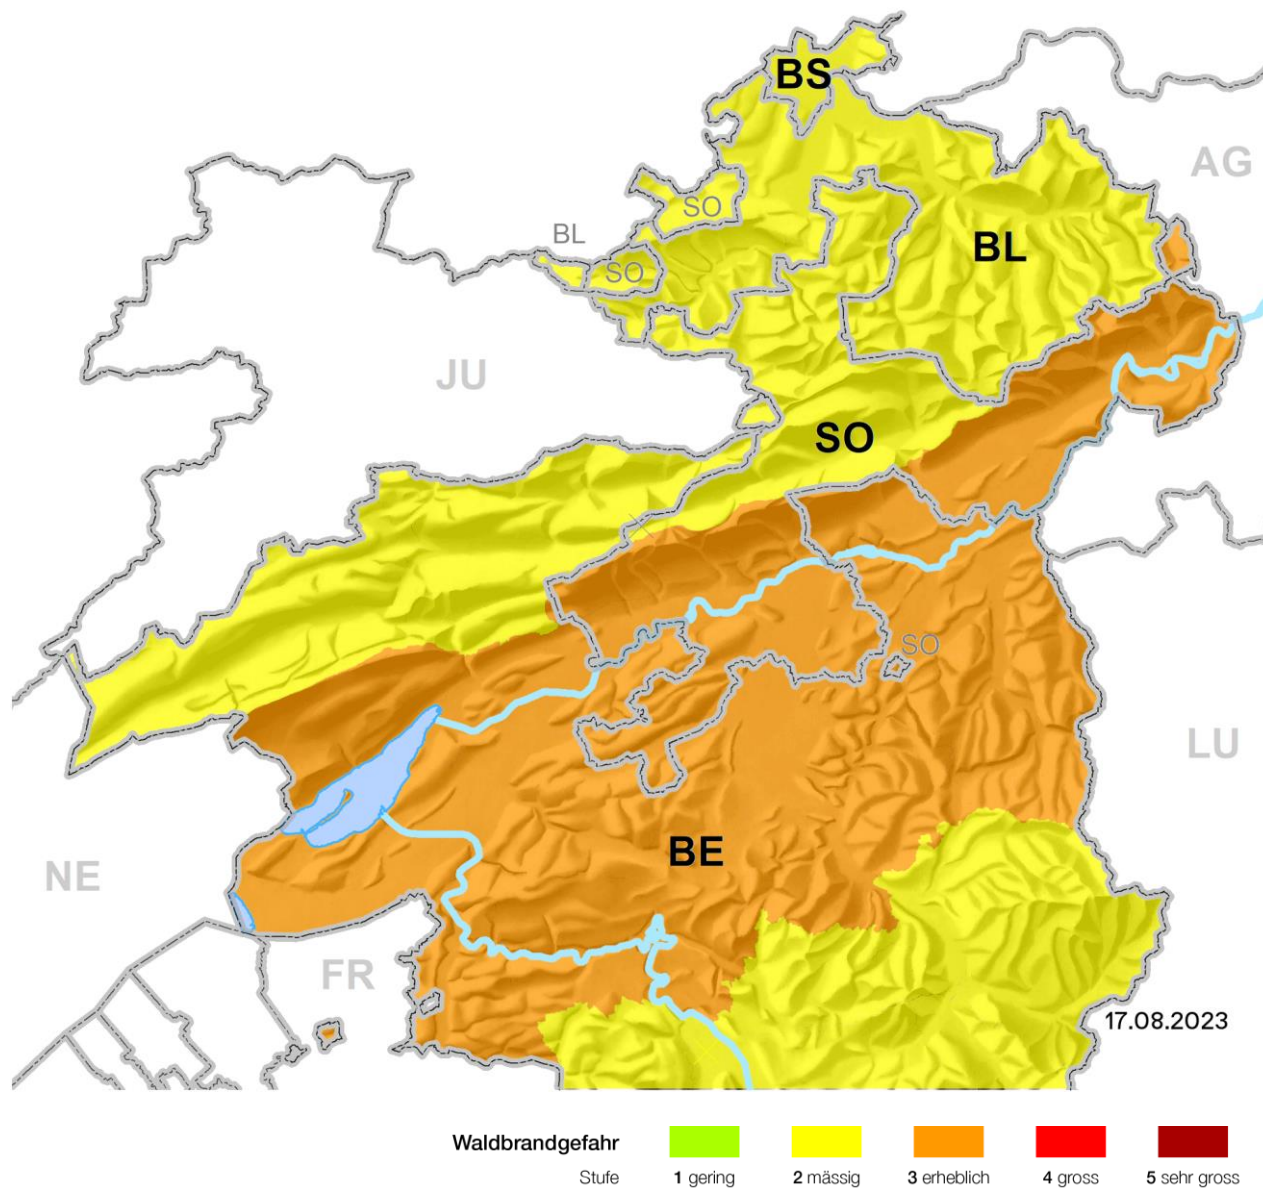 BS
AG
SO
BL
BL
SO
JU
SO
SO
LU
BE
NE
FR
17.08.2023
Waldbrandgefahr
Stufe 1 gering 2 mässig 3 erheblich 4 gross 5 sehr gross